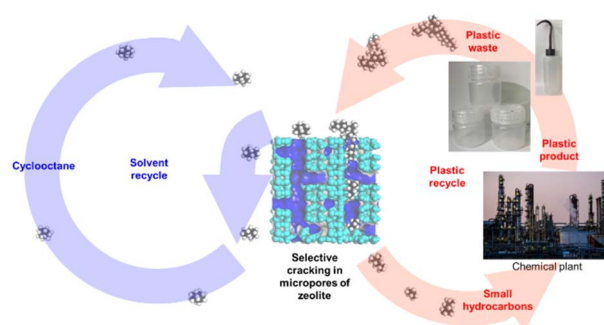 Plastic
waste
Cyclooctane
Solvent
recycle
Plastic
recycle
Plastic
product
Selective
cracking in
micropores of
zeolite
Chemical plant
Small
hydrocarbons